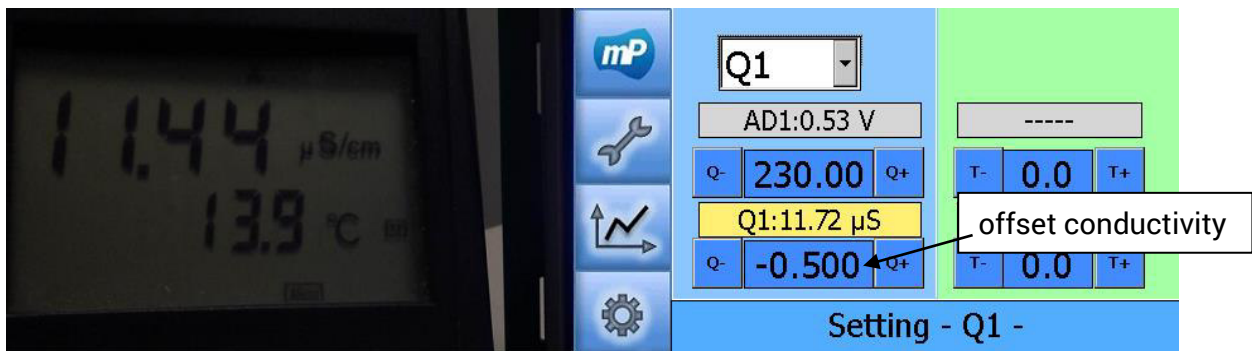 11.44 µS/cm
13.9 °C
mP
Q1
AD1:0.53 V
-----
Q- 230.00 Q+
T- 0.0 T+
Q1:11.72 µS
offset conductivity
Q- -0.500 Q+
T- 0.0 T+
Setting - Q1 -